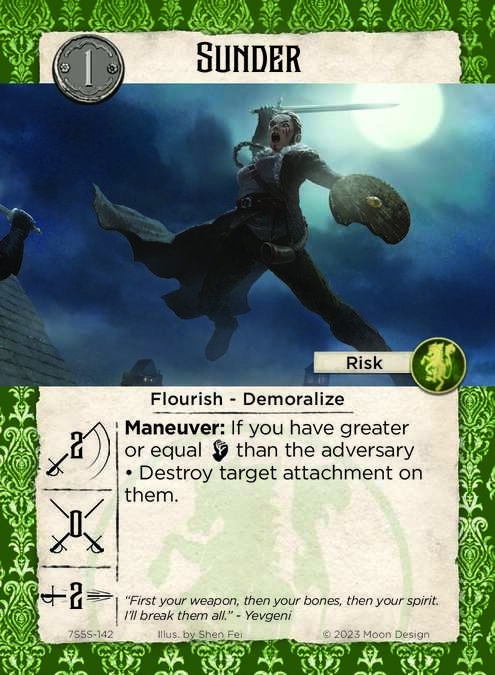 1
SUNDER
Risk
Flourish - Demoralize
2
0
2
Maneuver: If you have greater
or equal than the adversary
• Destroy target attachment on
them.
"First your weapon, then your bones, then your spirit.
I'll break them all." - Yevgeni
7S5S-142 Illus. by Shen Fei © 2023 Moon Design